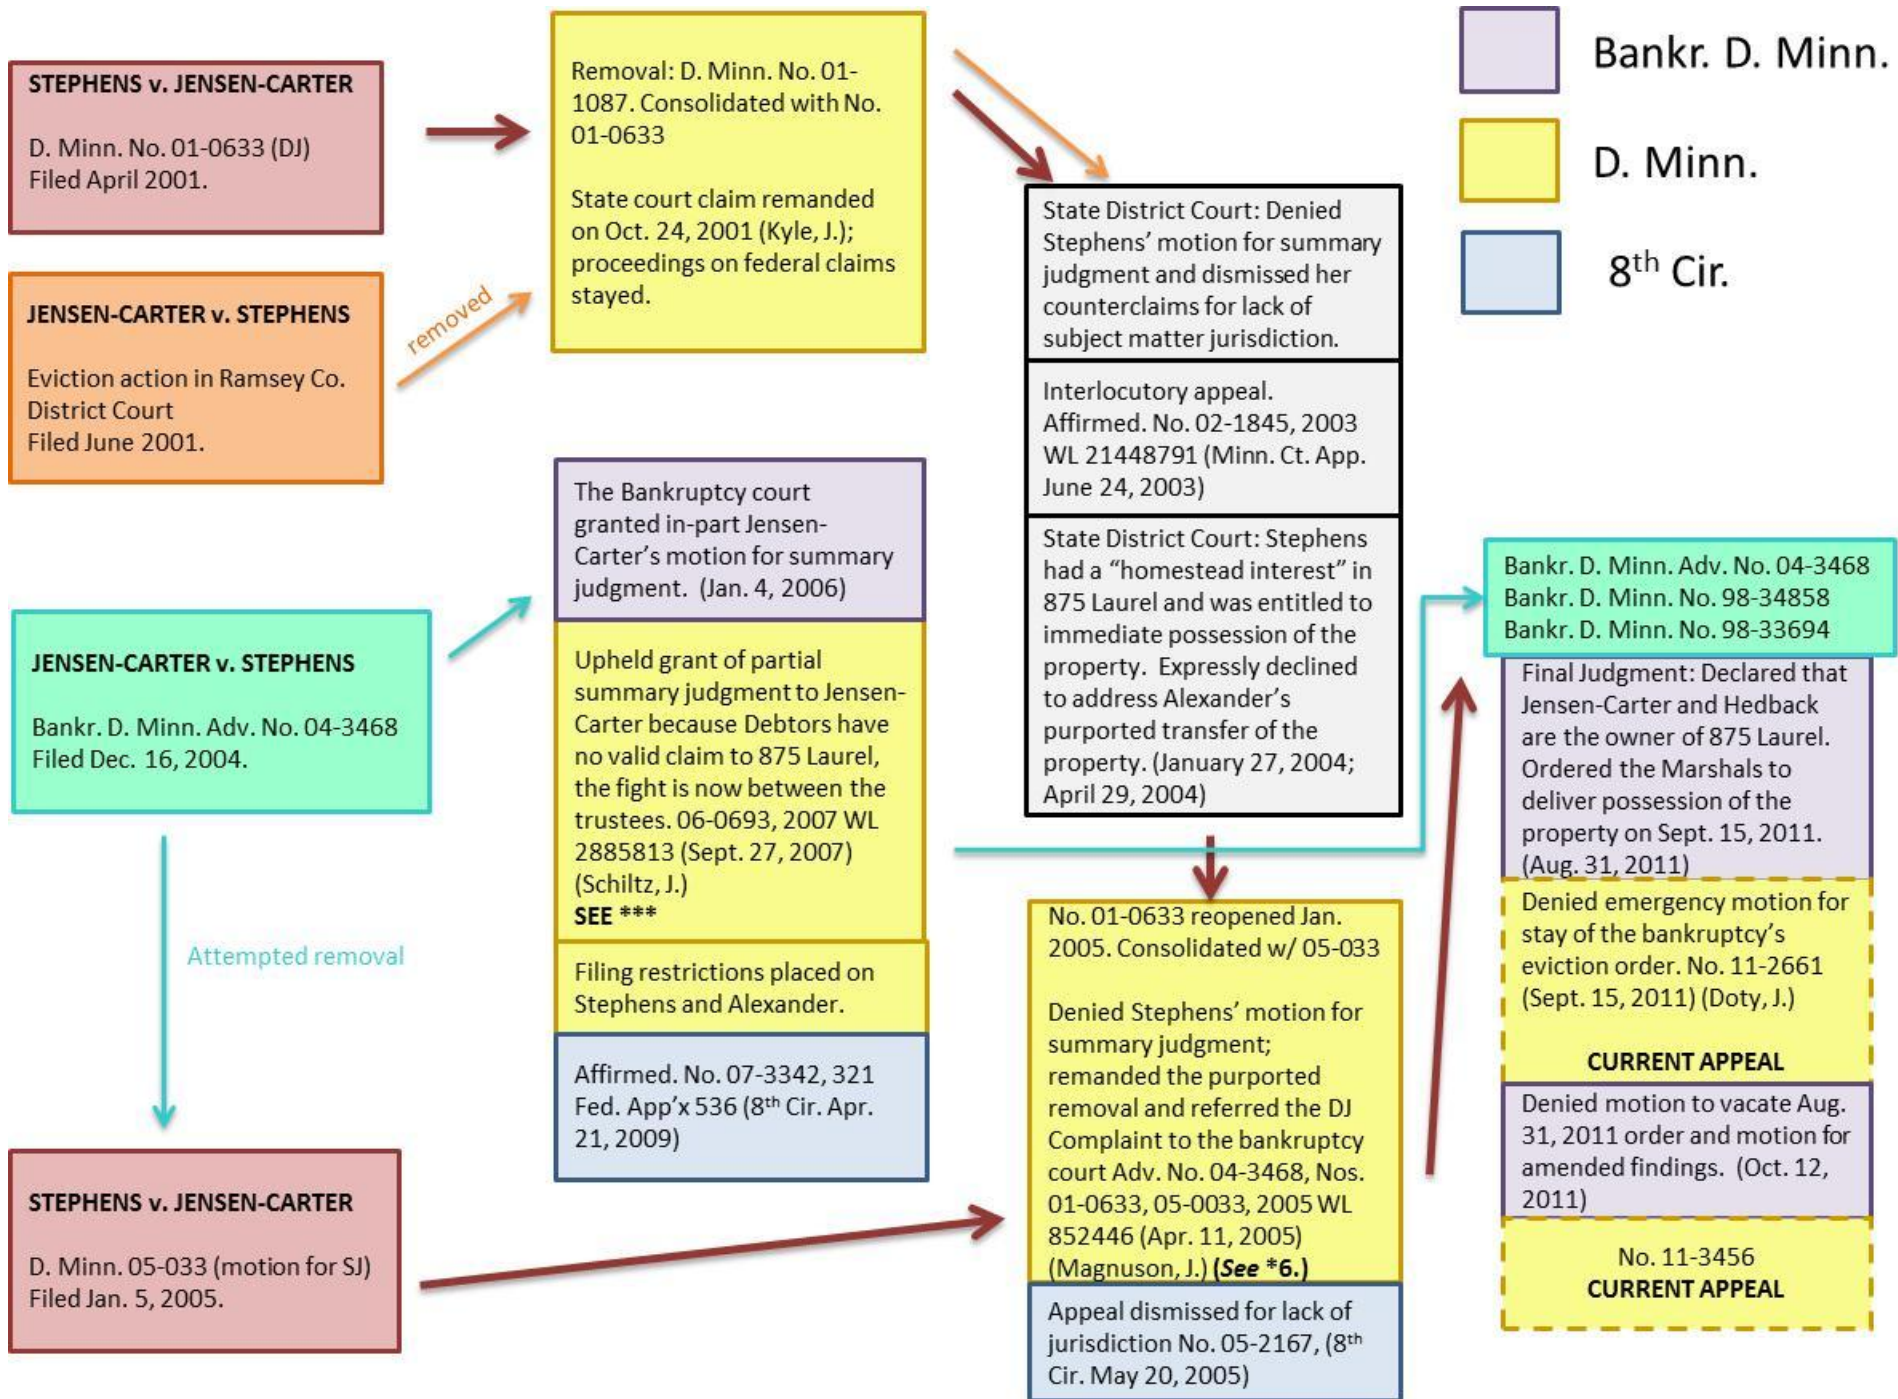 STEPHENS v. JENSEN-CARTER
D. Minn. No. 01-0633 (DJ)
Filed April 2001.
JENSEN-CARTER v. STEPHENS
Eviction action in Ramsey Co.
District Court
Filed June 2001.
removed
Removal: D. Minn. No. 01-
1087. Consolidated with No.
01-0633
State court claim remanded
on Oct. 24, 2001 (Kyle, J.);
proceedings on federal claims
stayed.
State District Court: Denied
Stephens’ motion for summary
judgment and dismissed her
counterclaims for lack of
subject matter jurisdiction.
Interlocutory appeal.
Affirmed. No. 02-1845, 2003
WL 21448791 (Minn. Ct. App.
June 24, 2003)
State District Court: Stephens
had a “homestead interest” in
875 Laurel and was entitled to
immediate possession of the
property. Expressly declined
to address Alexander’s
purported transfer of the
property. (January 27, 2004;
April 29, 2004)
Bankr. D. Minn.
D. Minn.
8th Cir.
JENSEN-CARTER v. STEPHENS
Bankr. D. Minn. Adv. No. 04-3468
Filed Dec. 16, 2004.
Attempted removal
The Bankruptcy court
granted in-part Jensen-
Carter’s motion for summary
judgment. (Jan. 4, 2006)
Upheld grant of partial
summary judgment to Jensen-
Carter because Debtors have
no valid claim to 875 Laurel,
the fight is now between the
trustees. 06-0693, 2007 WL
2885813 (Sept. 27, 2007)
(Schiltz, J.)
SEE ***
Filing restrictions placed on
Stephens and Alexander.
Affirmed. No. 07-3342, 321
Fed. App’x 536 (8th Cir. Apr.
21, 2009)
STEPHENS v. JENSEN-CARTER
D. Minn. 05-033 (motion for SJ)
Filed Jan. 5, 2005.
No. 01-0633 reopened Jan.
2005. Consolidated w/ 05-033
Denied Stephens’ motion for
summary judgment;
remanded the purported
removal and referred the DJ
Complaint to the bankruptcy
court Adv. No. 04-3468, Nos.
01-0633, 05-0033, 2005 WL
852446 (Apr. 11, 2005)
(Magnuson, J.) (See *6.)
Appeal dismissed for lack of
jurisdiction No. 05-2167, (8th
Cir. May 20, 2005)
Bankr. D. Minn. Adv. No. 04-3468
Bankr. D. Minn. No. 98-34858
Bankr. D. Minn. No. 98-33694
Final Judgment: Declared that
Jensen-Carter and Hedback
are the owner of 875 Laurel.
Ordered the Marshals to
deliver possession of the
property on Sept. 15, 2011.
(Aug. 31, 2011)
Denied emergency motion for
stay of the bankruptcy’s
eviction order. No. 11-2661
(Sept. 15, 2011) (Doty, J.)
CURRENT APPEAL
Denied motion to vacate Aug.
31, 2011 order and motion for
amended findings. (Oct. 12,
2011)
No. 11-3456
CURRENT APPEAL